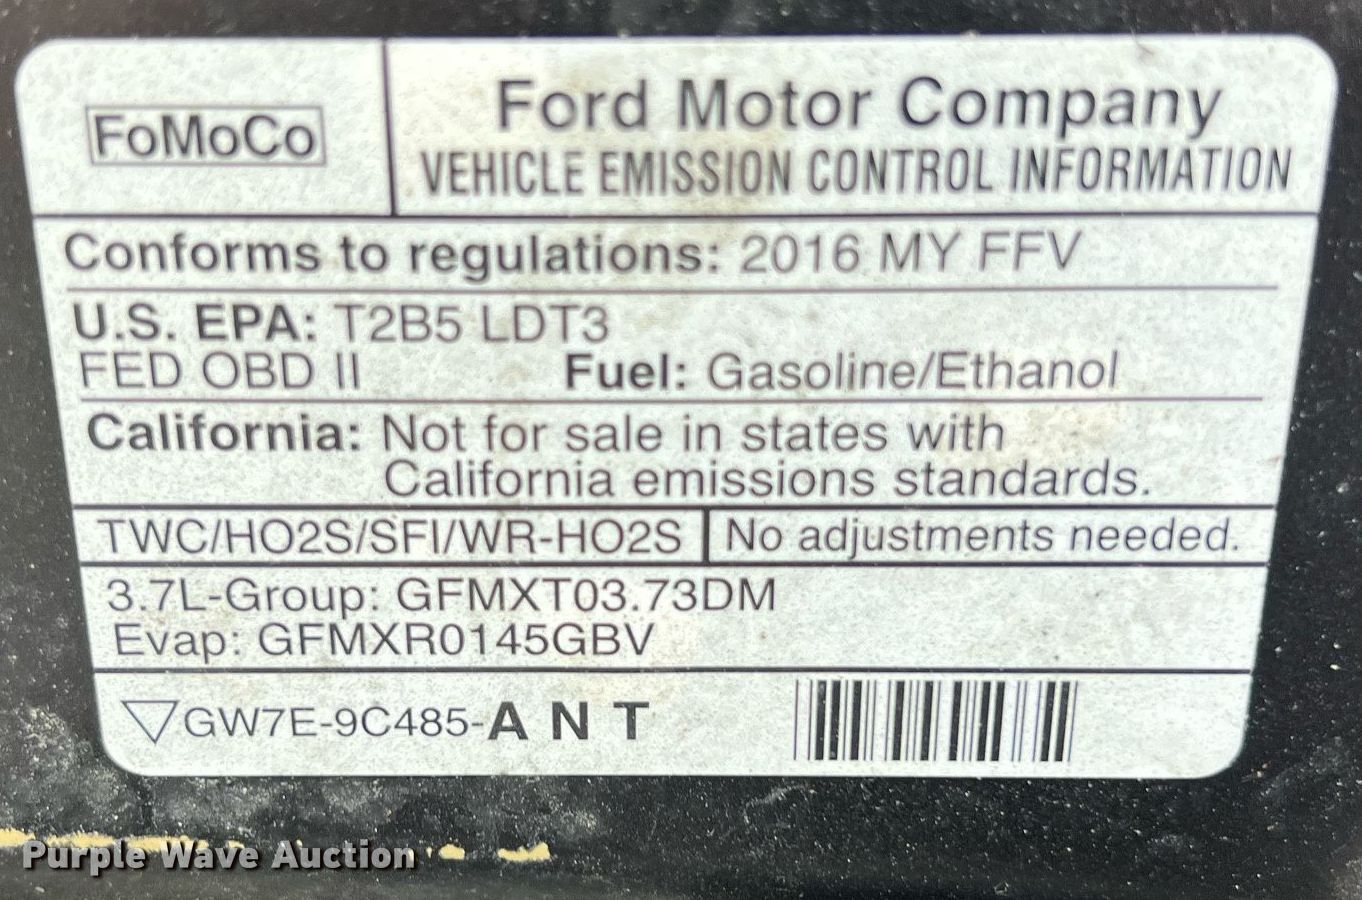 FoMoCo
Ford Motor Company
VEHICLE EMISSION CONTROL INFORMATION
Conforms to regulations: 2016 MY FFV
U.S. EPA: T2B5 LDT3
FED OBD II Fuel: Gasoline/Ethanol
California: Not for sale in states with
California emissions standards.
TWC/HO2S/SFI/WR-HO2S No adjustments needed.
3.7L-Group: GFMXT03.73DM
Evap: GFMXR0145GBV
GW7E-9C485-ANT
Purple Wave Auction